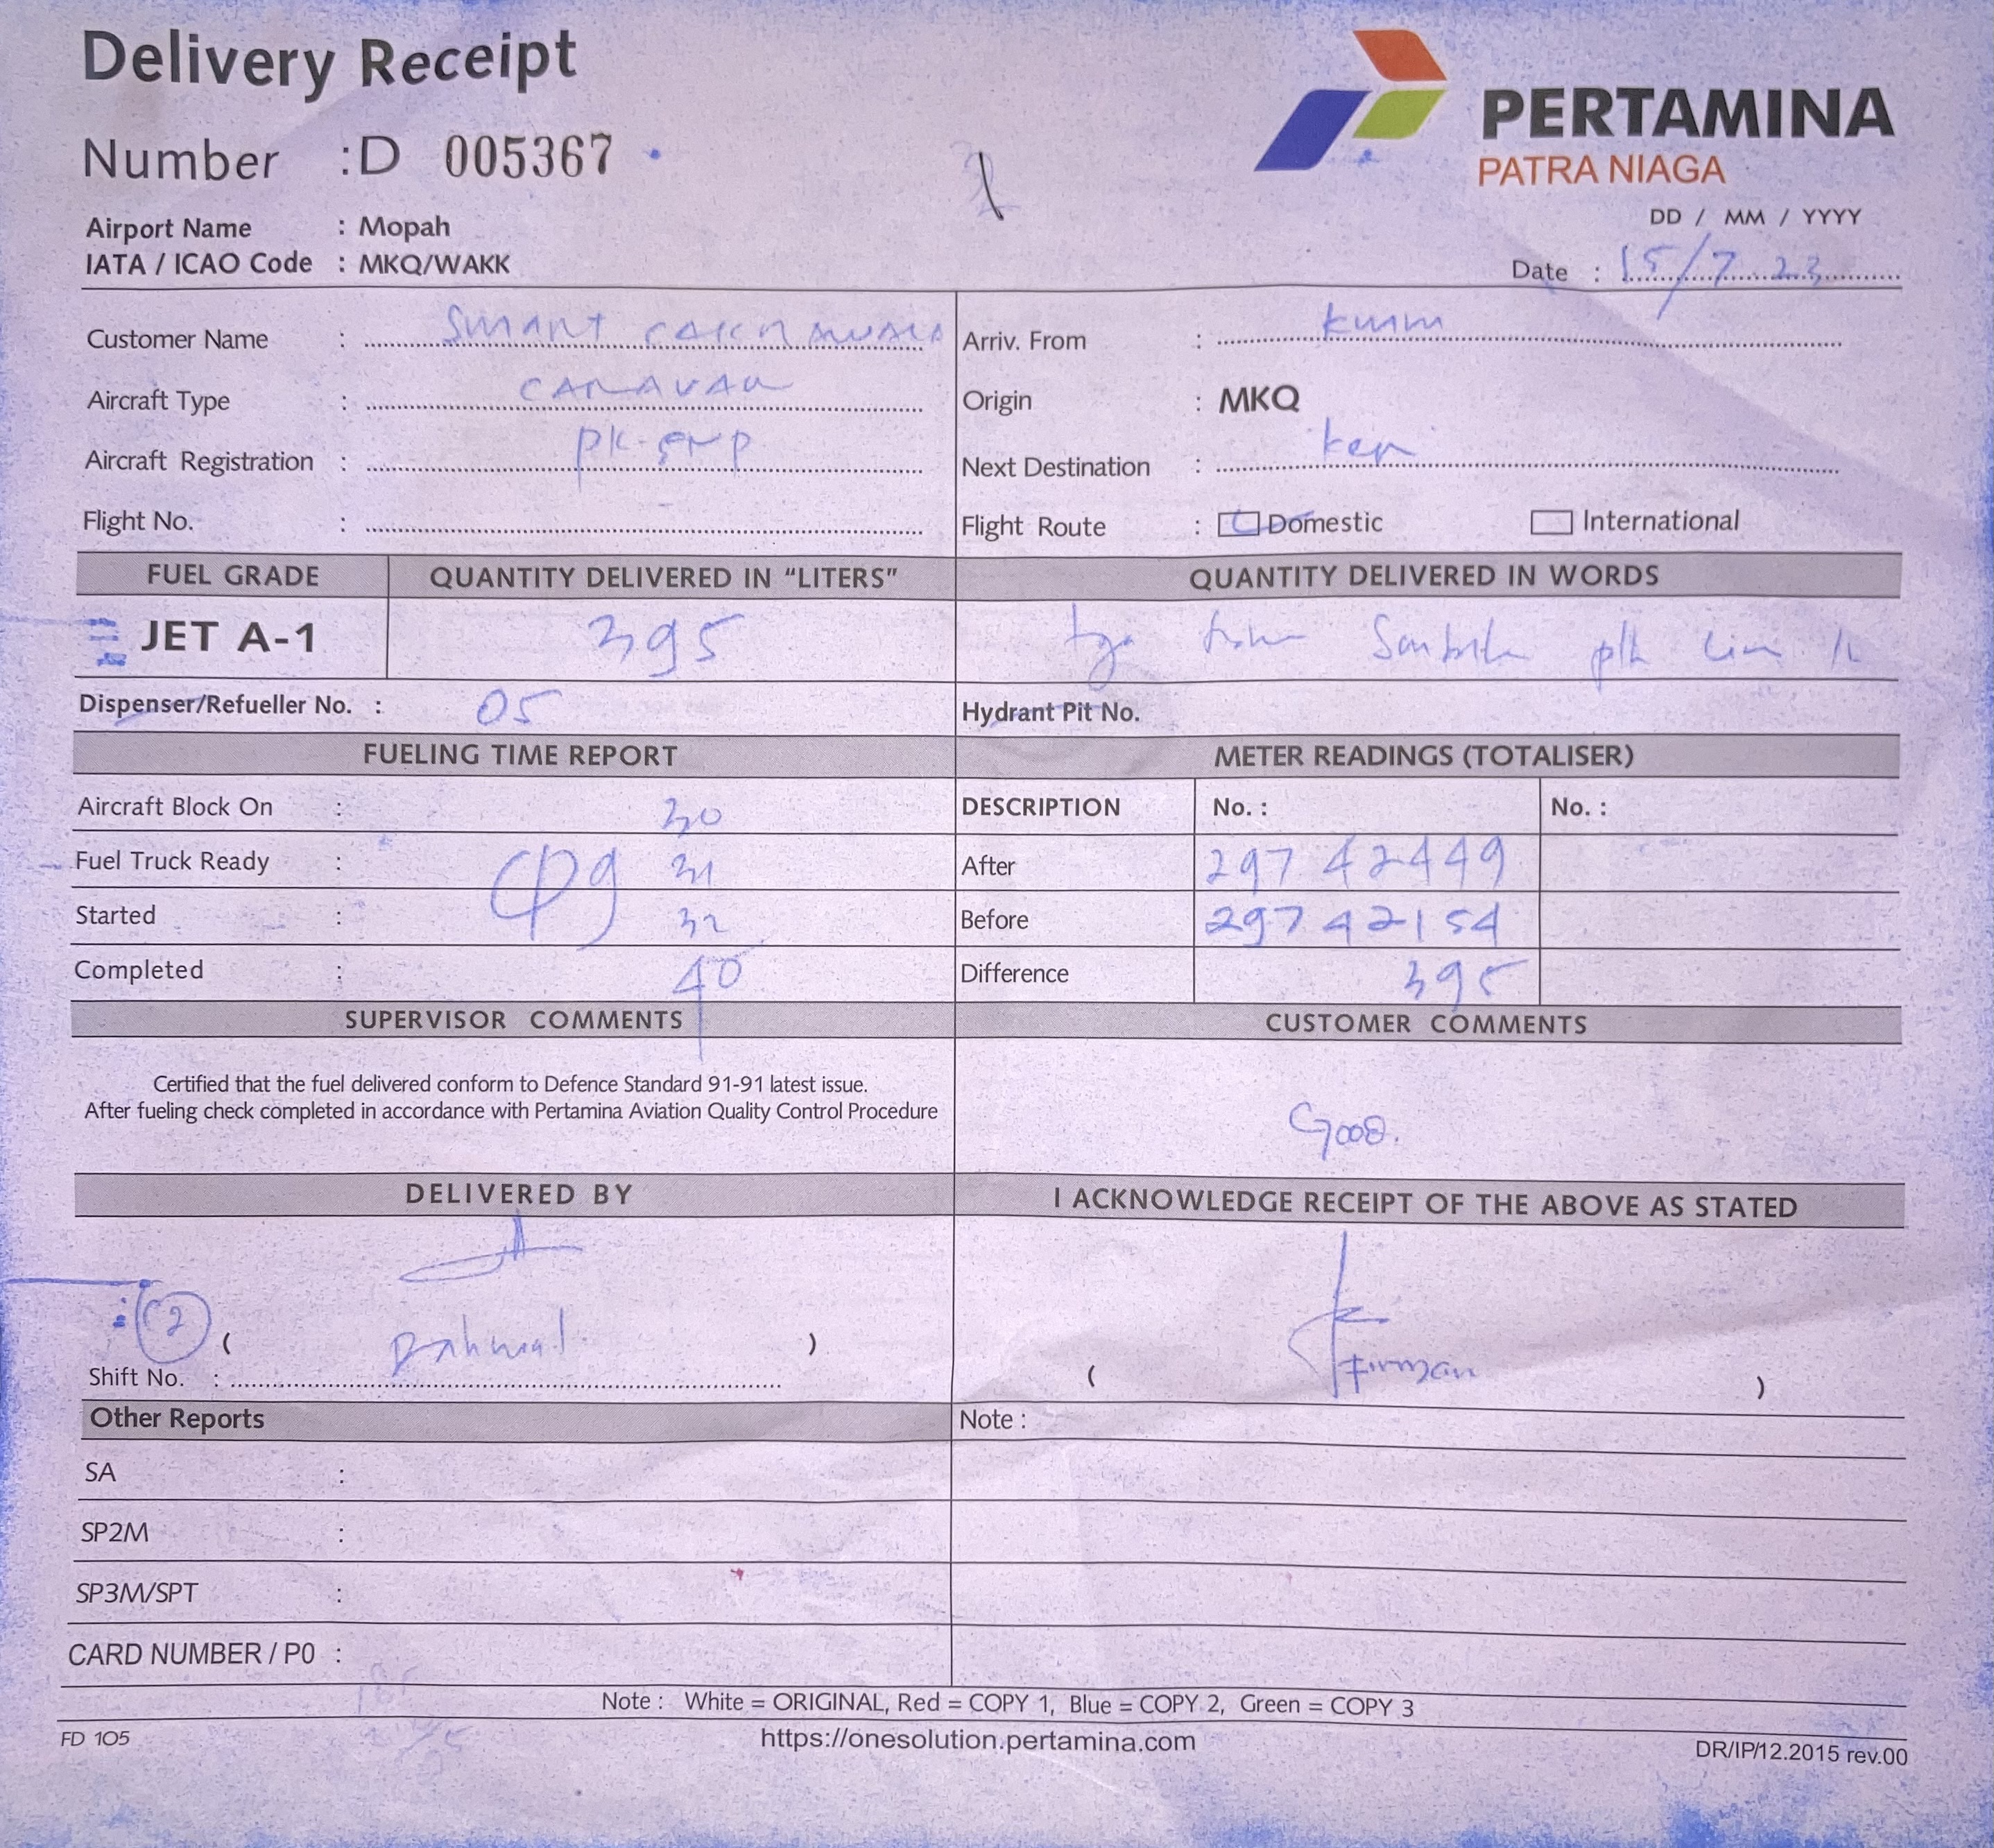 Delivery Receipt
PERTAMINA
PATRA NIAGA
Number : D 005367
Airport Name : Mopah
IATA / ICAO Code : MKQ/WAKK
DD / MM / YYYY
Date : 15/7 23
Customer Name : SMART CAKRAWALA
Arriv. From :
Aircraft Type : CARAVAN
Origin : MKQ
Aircraft Registration : PK-
Next Destination :
Flight No. :
Flight Route : Domestic International
FUEL GRADE QUANTITY DELIVERED IN “LITERS” QUANTITY DELIVERED IN WORDS
JET A-1 395
Dispenser/Refueller No. : 05 Hydrant Pit No.
FUELING TIME REPORT METER READINGS (TOTALISER)
Aircraft Block On : 30 DESCRIPTION No. : No. :
Fuel Truck Ready : 31 After 297 42449
Started : 32 Before 297 42154
Completed : 40 Difference 395
SUPERVISOR COMMENTS CUSTOMER COMMENTS
Certified that the fuel delivered conform to Defence Standard 91-91 latest issue.
After fueling check completed in accordance with Pertamina Aviation Quality Control Procedure
Good.
DELIVERED BY I ACKNOWLEDGE RECEIPT OF THE ABOVE AS STATED
2 ( )
Shift No. :
( Firman )
Other Reports Note :
SA :
SP2M :
SP3M/SPT :
CARD NUMBER / P0 :
Note : White = ORIGINAL, Red = COPY 1, Blue = COPY 2, Green = COPY 3
FD 105 https://onesolution.pertamina.com DR/IP/12.2015 rev.00